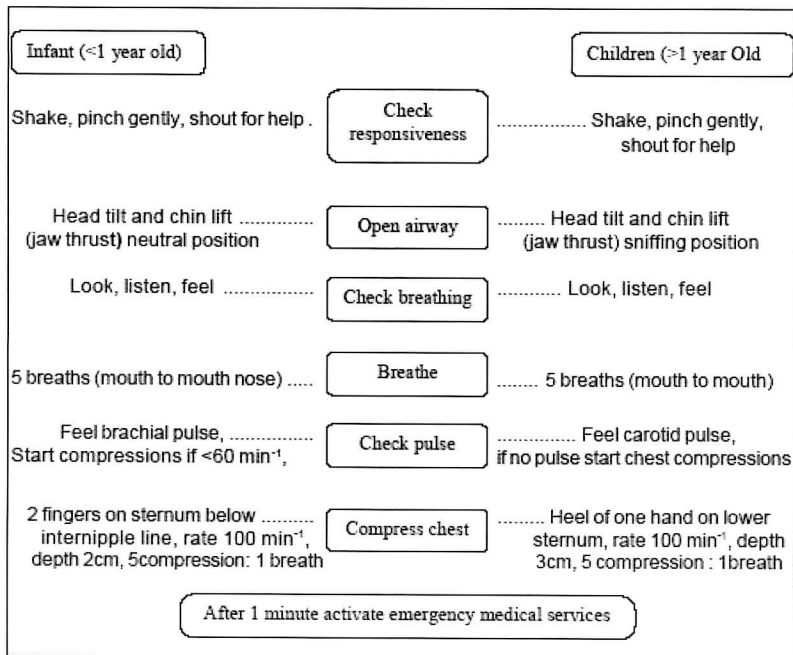 Infant (<1 year old)
Children (>1 year Old
Shake, pinch gently, shout for help .
Check
responsiveness
................ Shake, pinch gently,
shout for help
Head tilt and chin lift ............
(jaw thrust) neutral position
Open airway
......... Head tilt and chin lift
(jaw thrust) sniffing position
Look, listen, feel ..............
Check breathing
........... Look, listen, feel
5 breaths (mouth to mouth nose) .....
Breathe
........ 5 breaths (mouth to mouth)
Feel brachial pulse, ............
Start compressions if <60 min⁻¹,
Check pulse
......... Feel carotid pulse,
if no pulse start chest compressions
2 fingers on sternum below ........
internipple line, rate 100 min⁻¹,
depth 2cm, 5compression: 1 breath
Compress chest
........ Heel of one hand on lower
sternum, rate 100 min⁻¹, depth
3cm, 5 compression : 1breath
After 1 minute activate emergency medical services